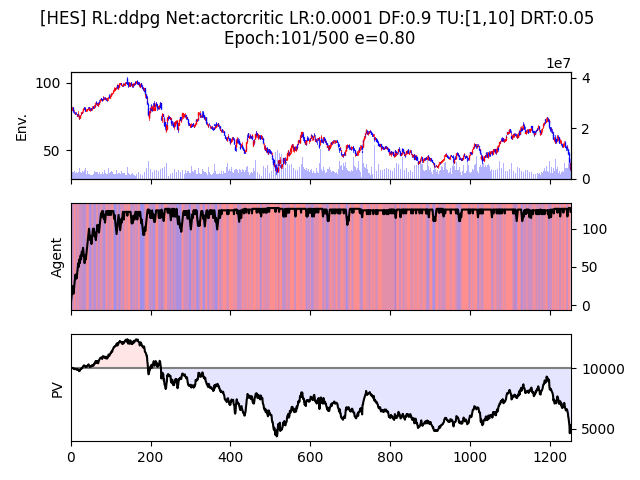 [HES] RL:ddpg Net:actorcritic LR:0.0001 DF:0.9 TU:[1,10] DRT:0.05
Epoch:101/500 e=0.80
1e7
100
50
Env.
4
2
0
Agent
100
50
0
PV
10000
5000
0 200 400 600 800 1000 1200